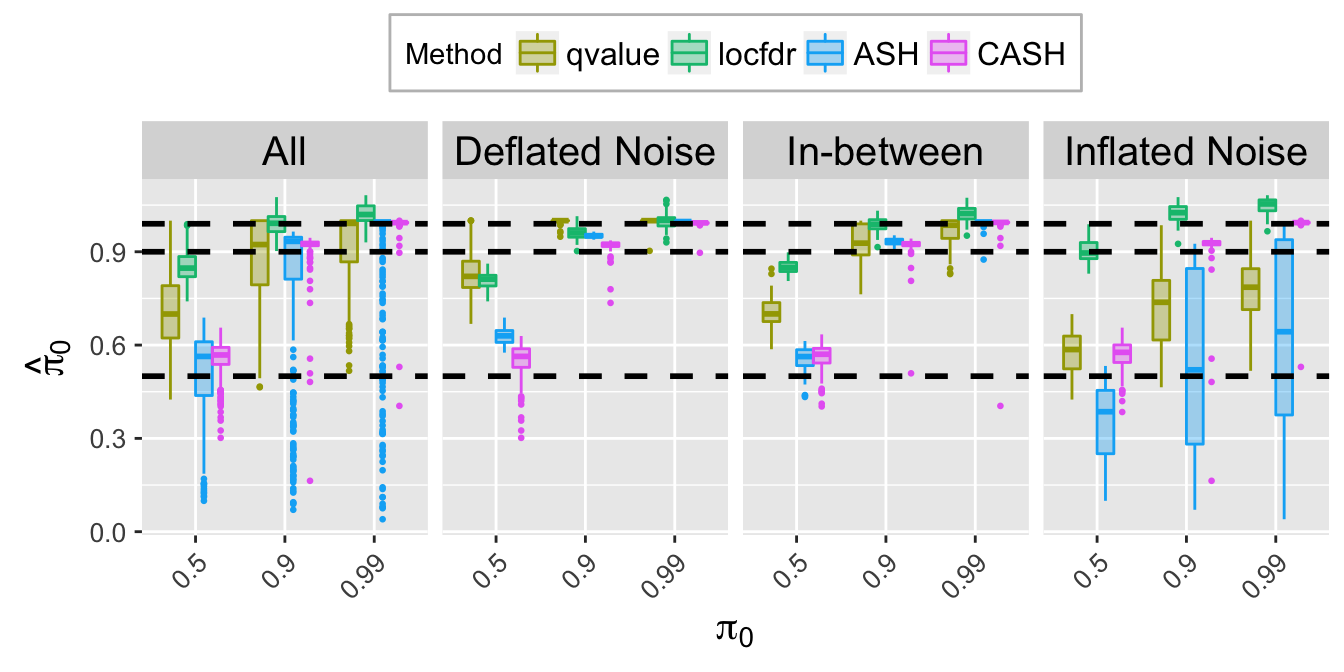 Method qvalue locfdr ASH CASH
All Deflated Noise In-between Inflated Noise
0.9
0.6
0.3
0.0
π̂0
0.5 0.9 0.99 0.5 0.9 0.99 0.5 0.9 0.99 0.5 0.9 0.99
π0